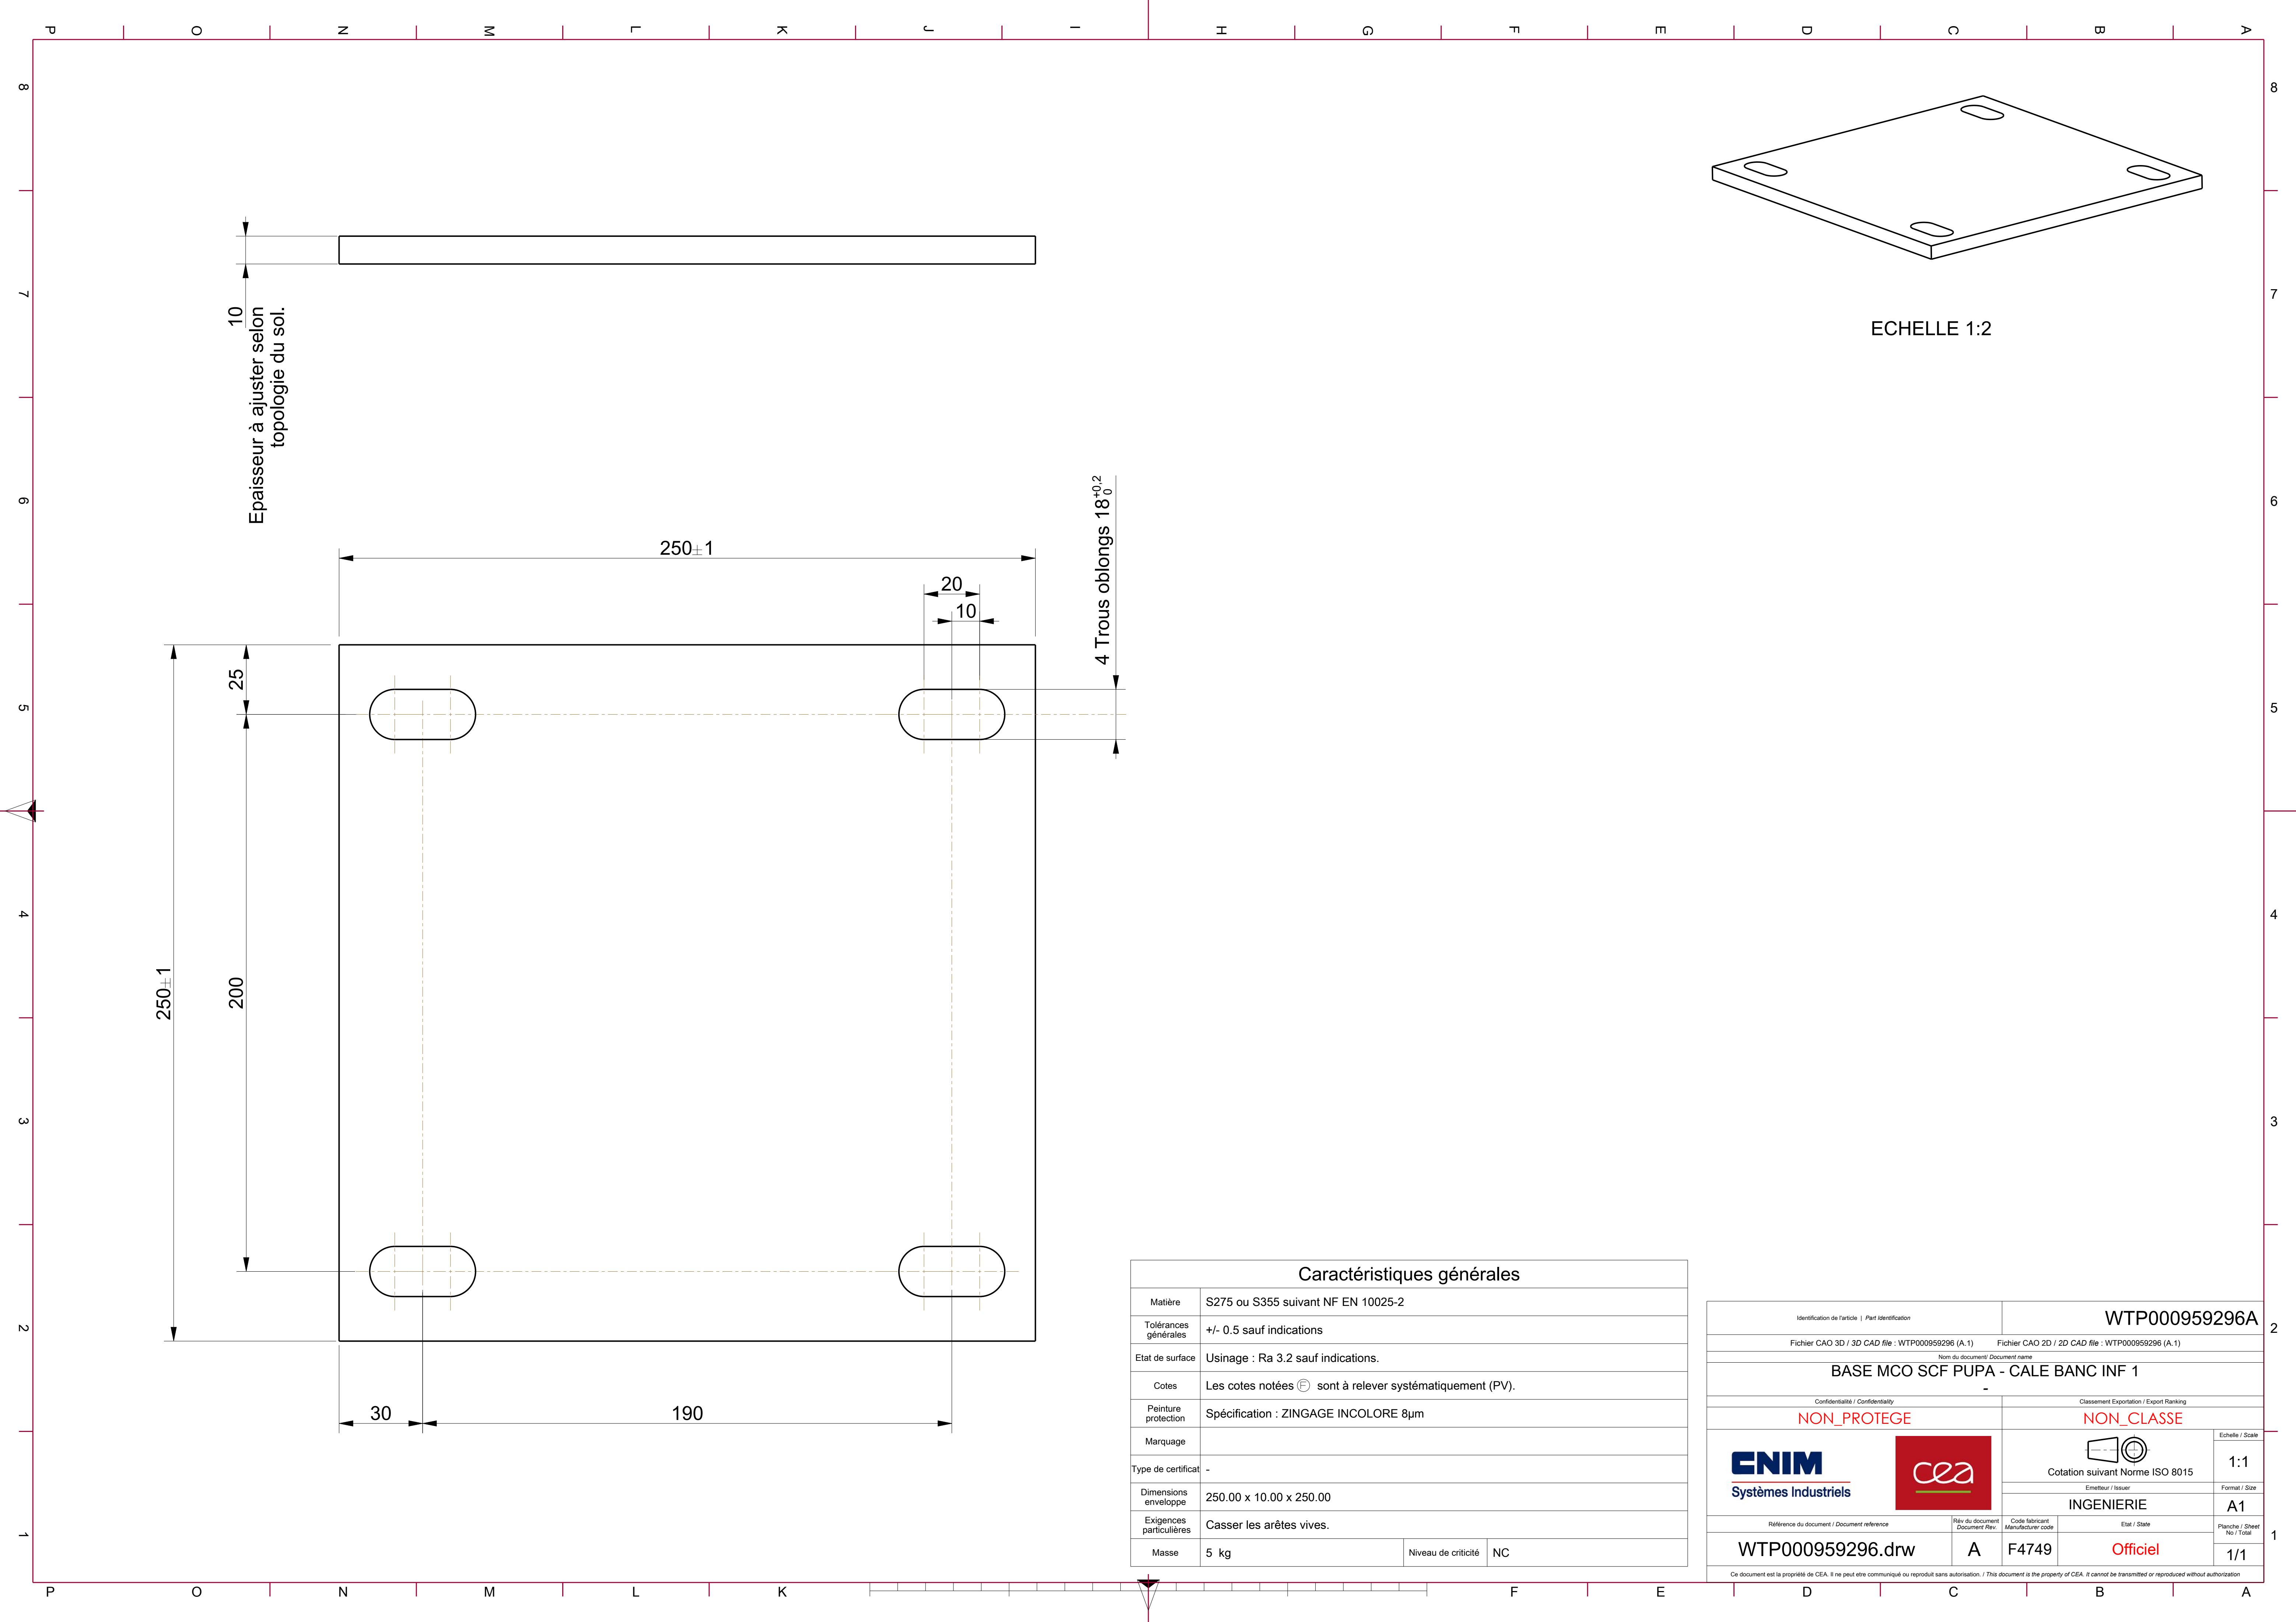 P O N M L K J I H G F E D C B A
8 8
7 7
6 6
5 5
4 4
3 3
2 2
1 1
ECHELLE 1:2
10
Epaisseur à ajuster selon
topologie du sol.
4 Trous oblongs 18 +0.2 0
250±1
20
10
25
250±1
200
30
190
Caractéristiques générales
Matière S275 ou S355 suivant NF EN 10025-2
Tolérances générales +/- 0.5 sauf indications
Etat de surface Usinage : Ra 3.2 sauf indications.
Cotes Les cotes notées Ⓕ sont à relever systématiquement (PV).
Peinture protection Spécification : ZINGAGE INCOLORE 8µm
Marquage
Type de certificat -
Dimensions enveloppe 250.00 x 10.00 x 250.00
Exigences particulières Casser les arêtes vives.
Masse 5 kg Niveau de criticité NC
Identification de l'article | Part Identification WTP000959296A
Fichier CAO 3D / 3D CAD file : WTP000959296 (A.1) Fichier CAO 2D / 2D CAD file : WTP000959296 (A.1)
Nom du document/ Document name
BASE MCO SCF PUPA - CALE BANC INF 1
-
Confidentialité / Confidentiality Classement Exportation / Export Ranking
NON_PROTEGE NON_CLASSE
CNIM
Systèmes Industriels
cea
Cotation suivant Norme ISO 8015
Echelle / Scale
1:1
Emetteur / Issuer
INGENIERIE
Format / Size
A1
Référence du document / Document reference
WTP000959296.drw
Rév du document
Document Rev.
A
Code fabricant
Manufacturer code
F4749
Etat / State
Officiel
Planche / Sheet
No / Total
1/1
Ce document est la propriété de CEA. Il ne peut etre communiqué ou reproduit sans autorisation. / This document is the property of CEA. It cannot be transmitted or reproduced without authorization
P O N M L K F E D C B A